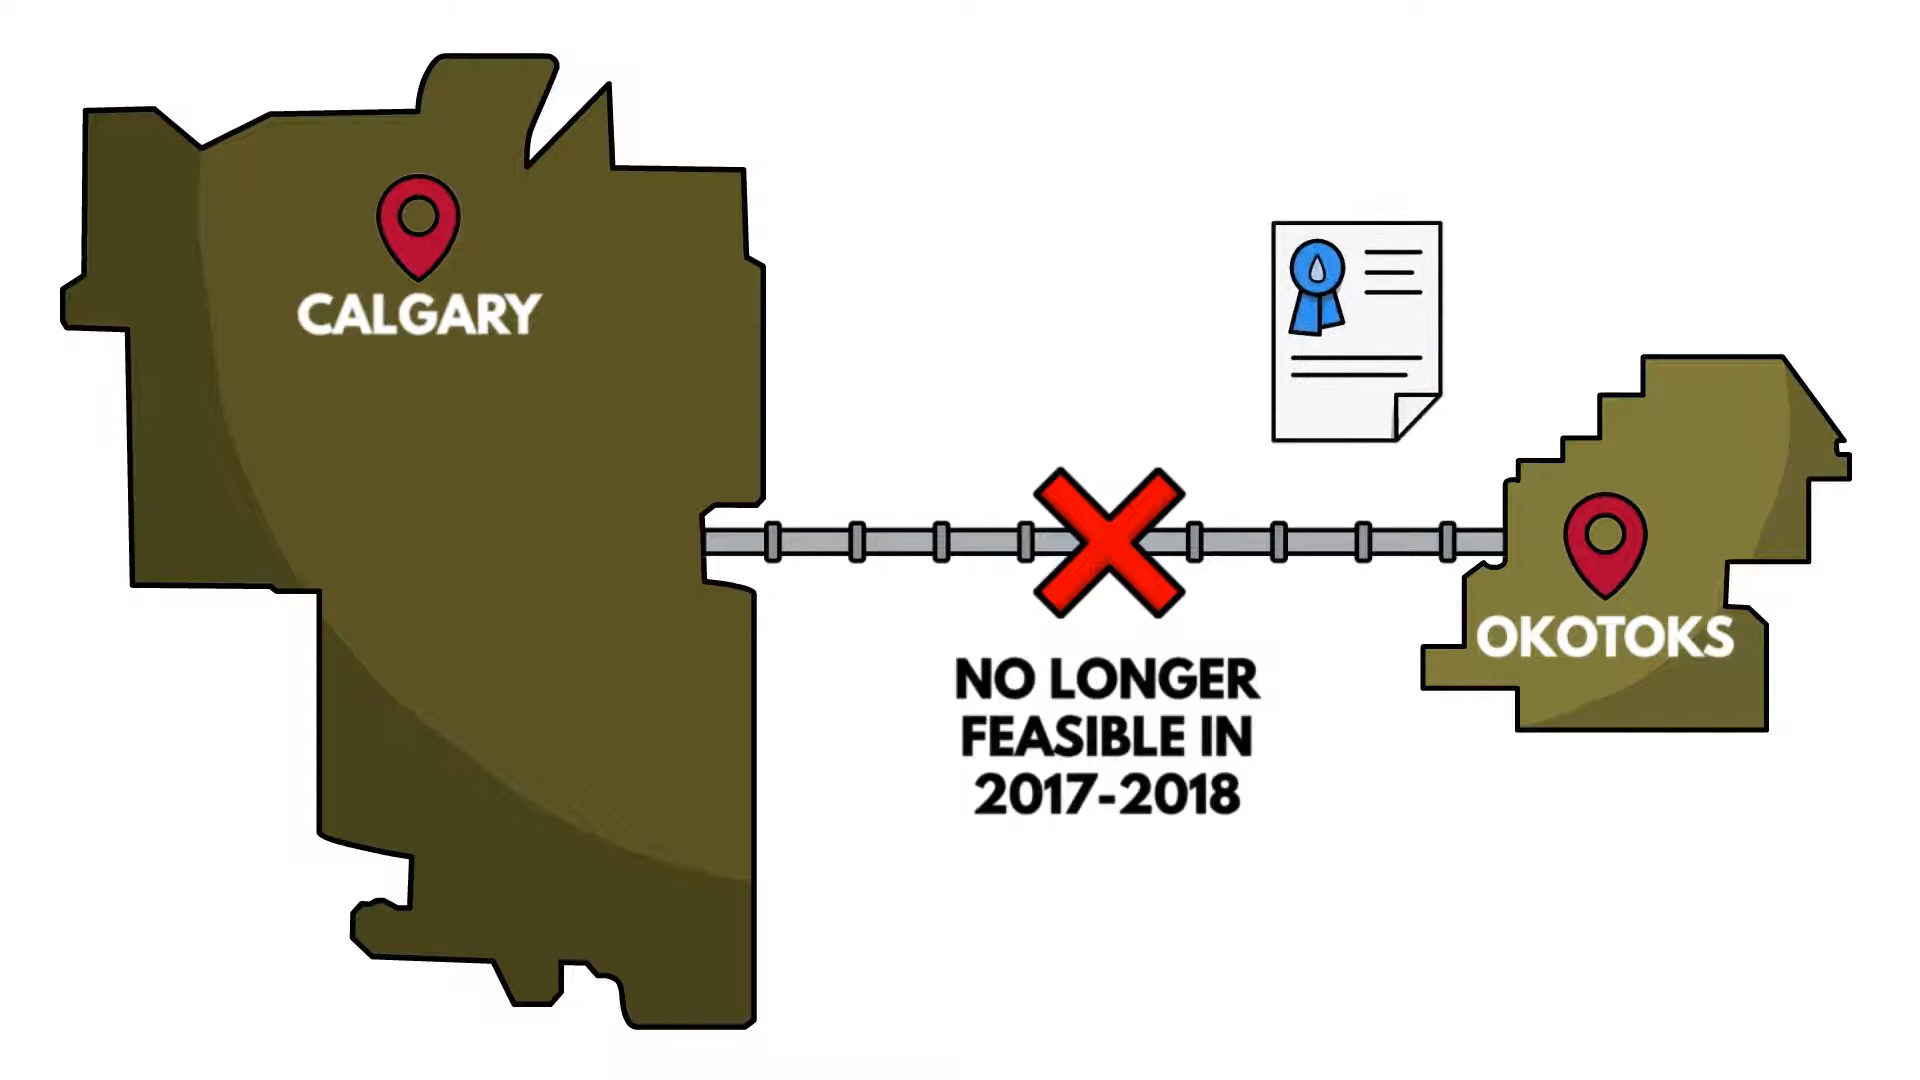 CALGARY
OKOTOKS
NO LONGER
FEASIBLE IN
2017-2018